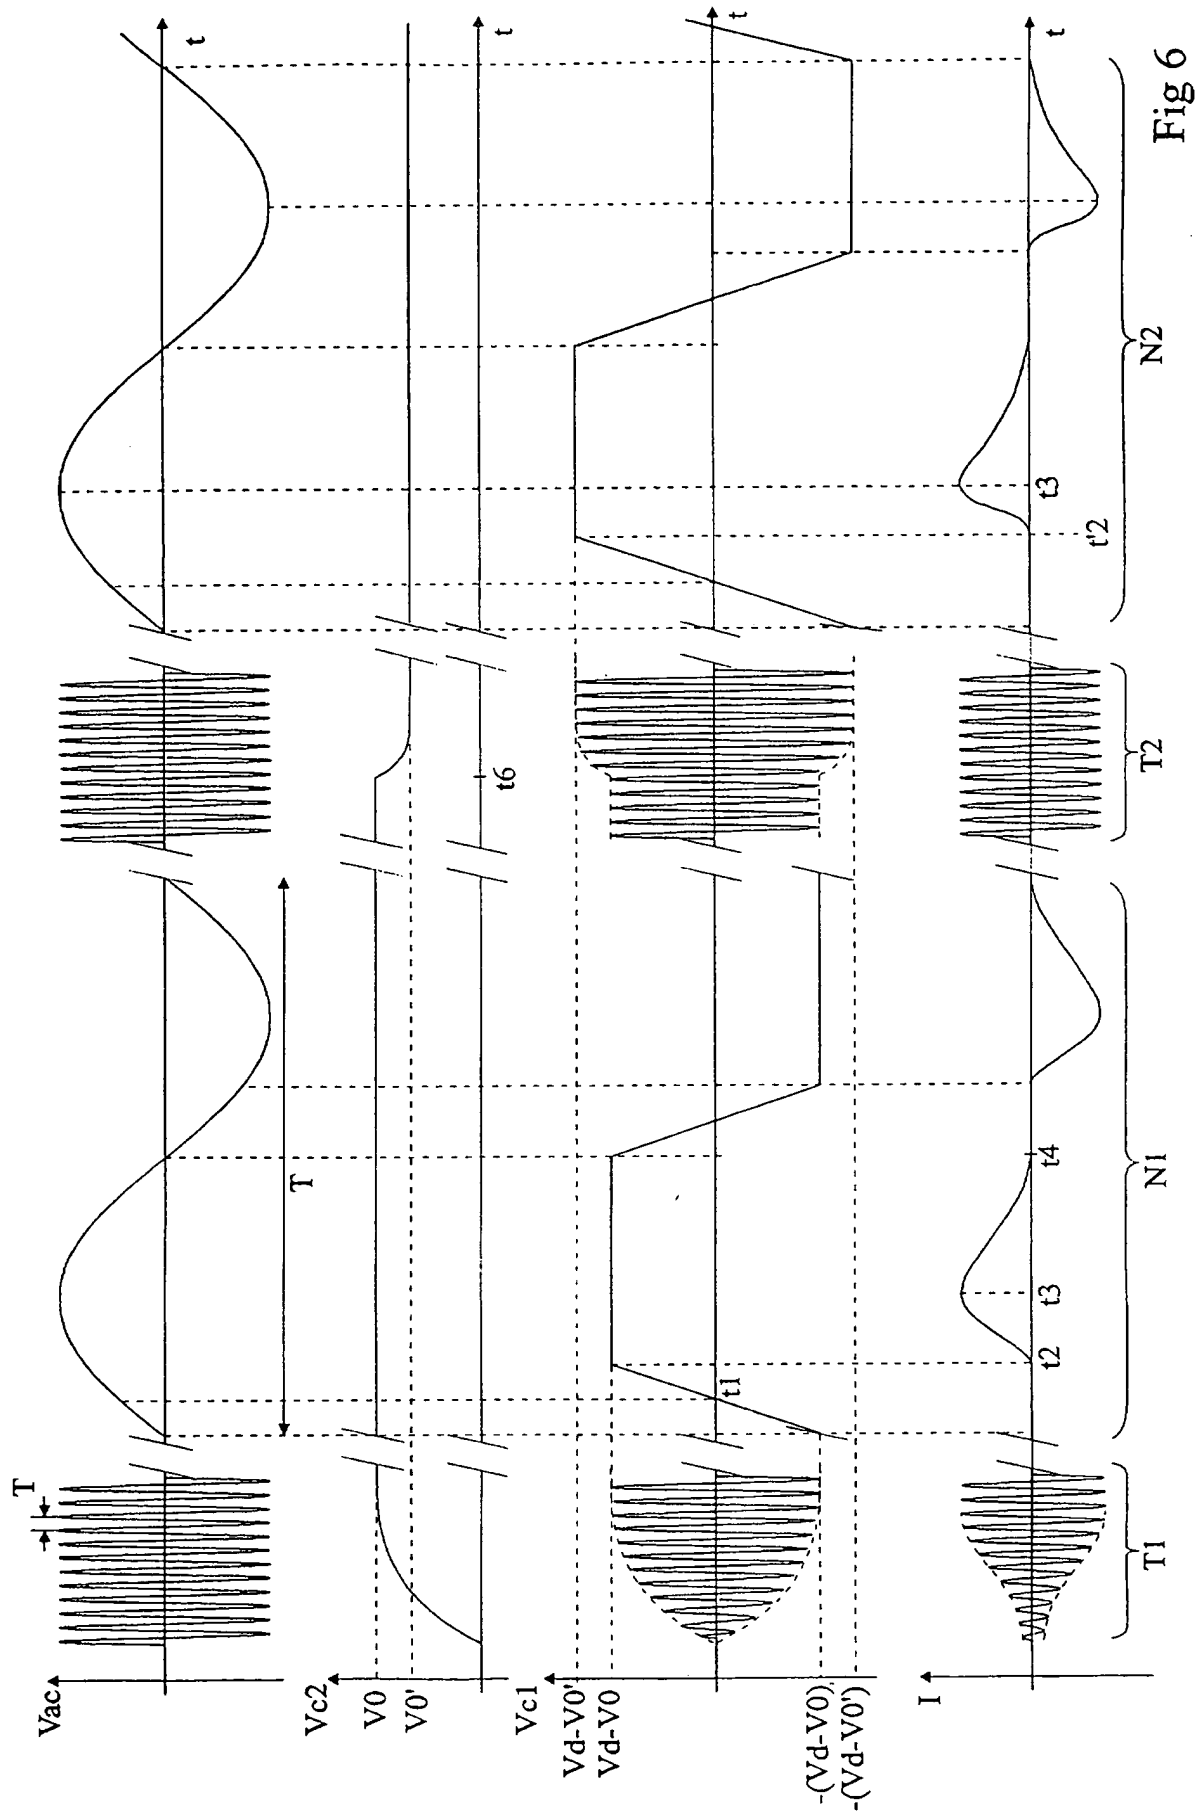 Vac
T
T
t
Vc2
V0
V0'
t6
t
Vc1
Vd-V0'
Vd-V0
-(Vd-V0)
-(Vd-V0')
t1
t
I
t2
t3
t4
t'2
t3
t
T1
N1
T2
N2
Fig 6